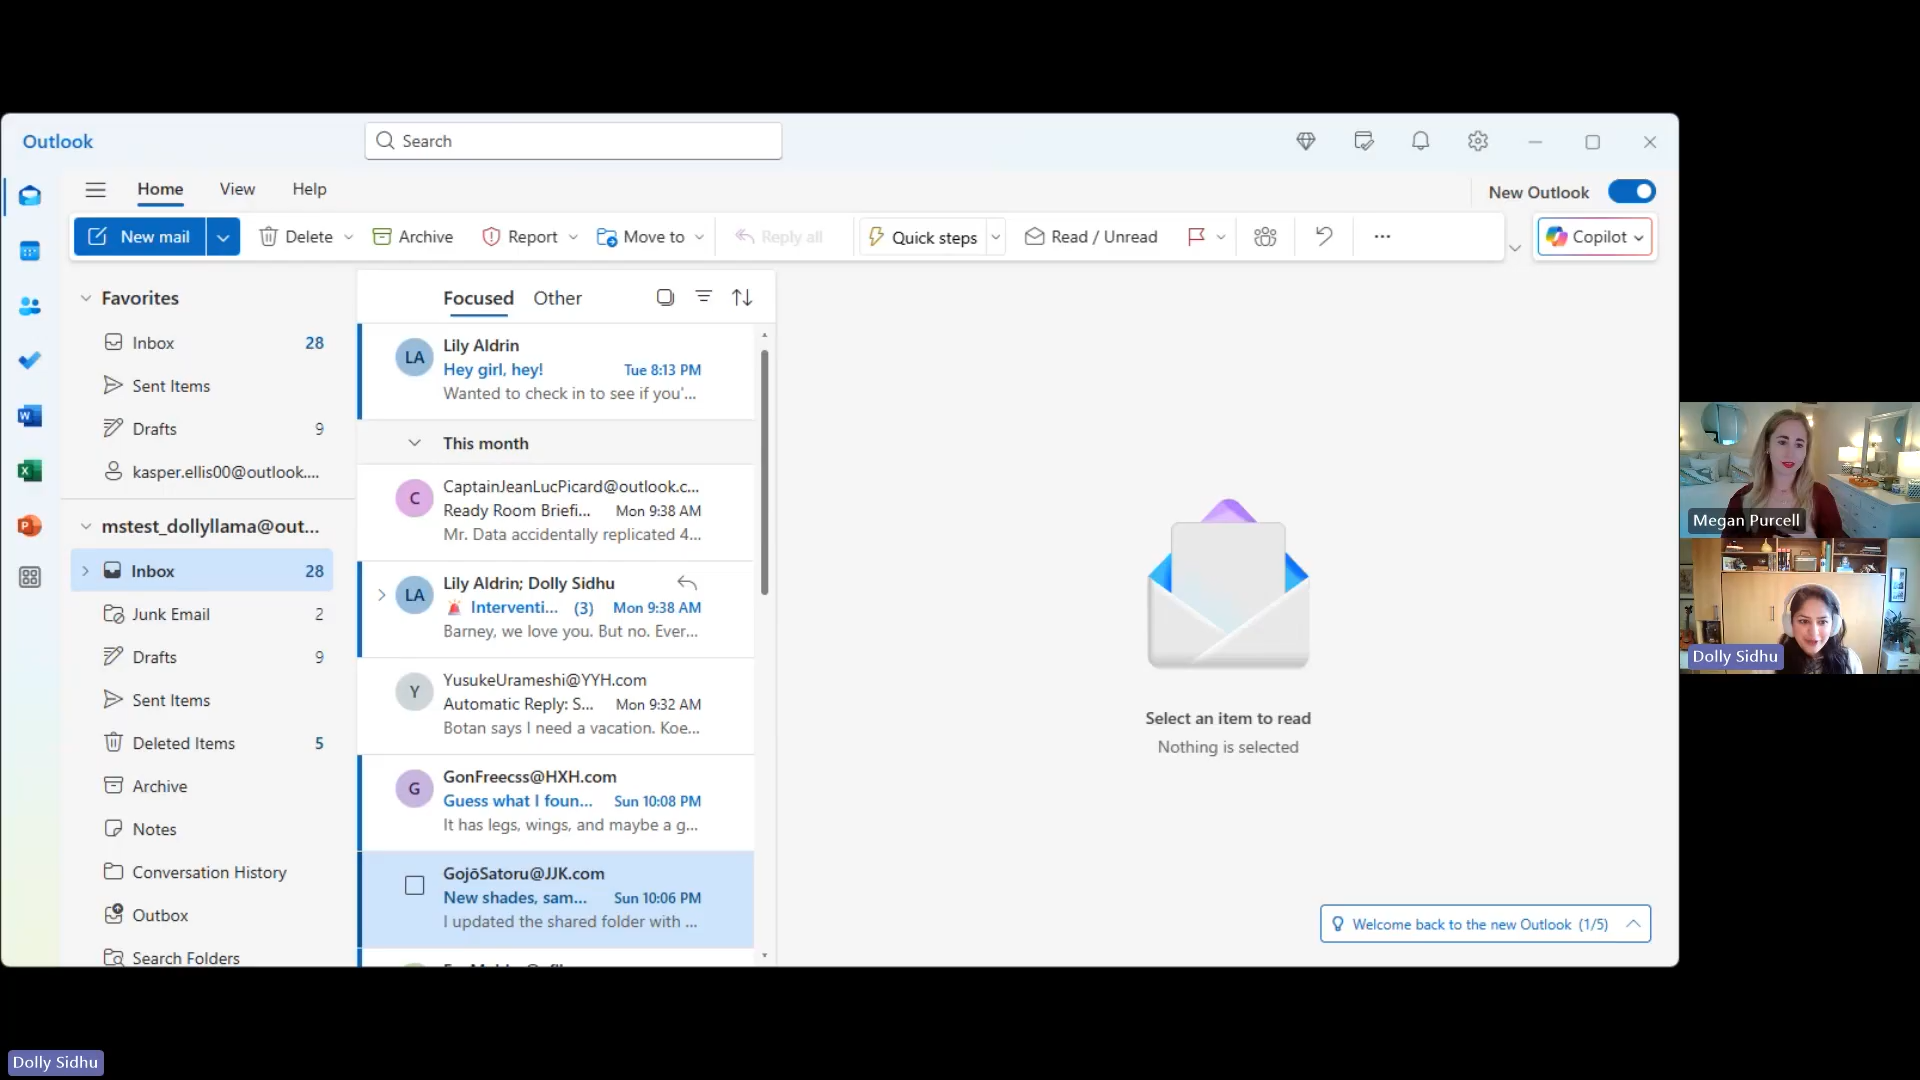 Outlook
Search
Home
View
Help
New Outlook
New mail
Delete
Archive
Report
Move to
Reply all
Quick steps
Read / Unread
Copilot
Favorites
Inbox 28
Sent Items
Drafts 9
kasper.ellis00@outlook....
mstest_dollyllama@out...
Inbox 28
Junk Email 2
Drafts 9
Sent Items
Deleted Items 5
Archive
Notes
Conversation History
Outbox
Search Folders
Focused
Other
LA
Lily Aldrin
Hey girl, hey! Tue 8:13 PM
Wanted to check in to see if you'...
This month
C
CaptainJeanLucPicard@outlook.c...
Ready Room Briefi... Mon 9:38 AM
Mr. Data accidentally replicated 4...
LA
Lily Aldrin; Dolly Sidhu
Interventi... (3) Mon 9:38 AM
Barney, we love you. But no. Ever...
Y
YusukeUrameshi@YYH.com
Automatic Reply: S... Mon 9:32 AM
Botan says I need a vacation. Koe...
G
GonFreecss@HXH.com
Guess what I foun... Sun 10:08 PM
It has legs, wings, and maybe a g...
GojōSatoru@JJK.com
New shades, sam... Sun 10:06 PM
I updated the shared folder with ...
Select an item to read
Nothing is selected
Welcome back to the new Outlook (1/5)
Megan Purcell
Dolly Sidhu
Dolly Sidhu